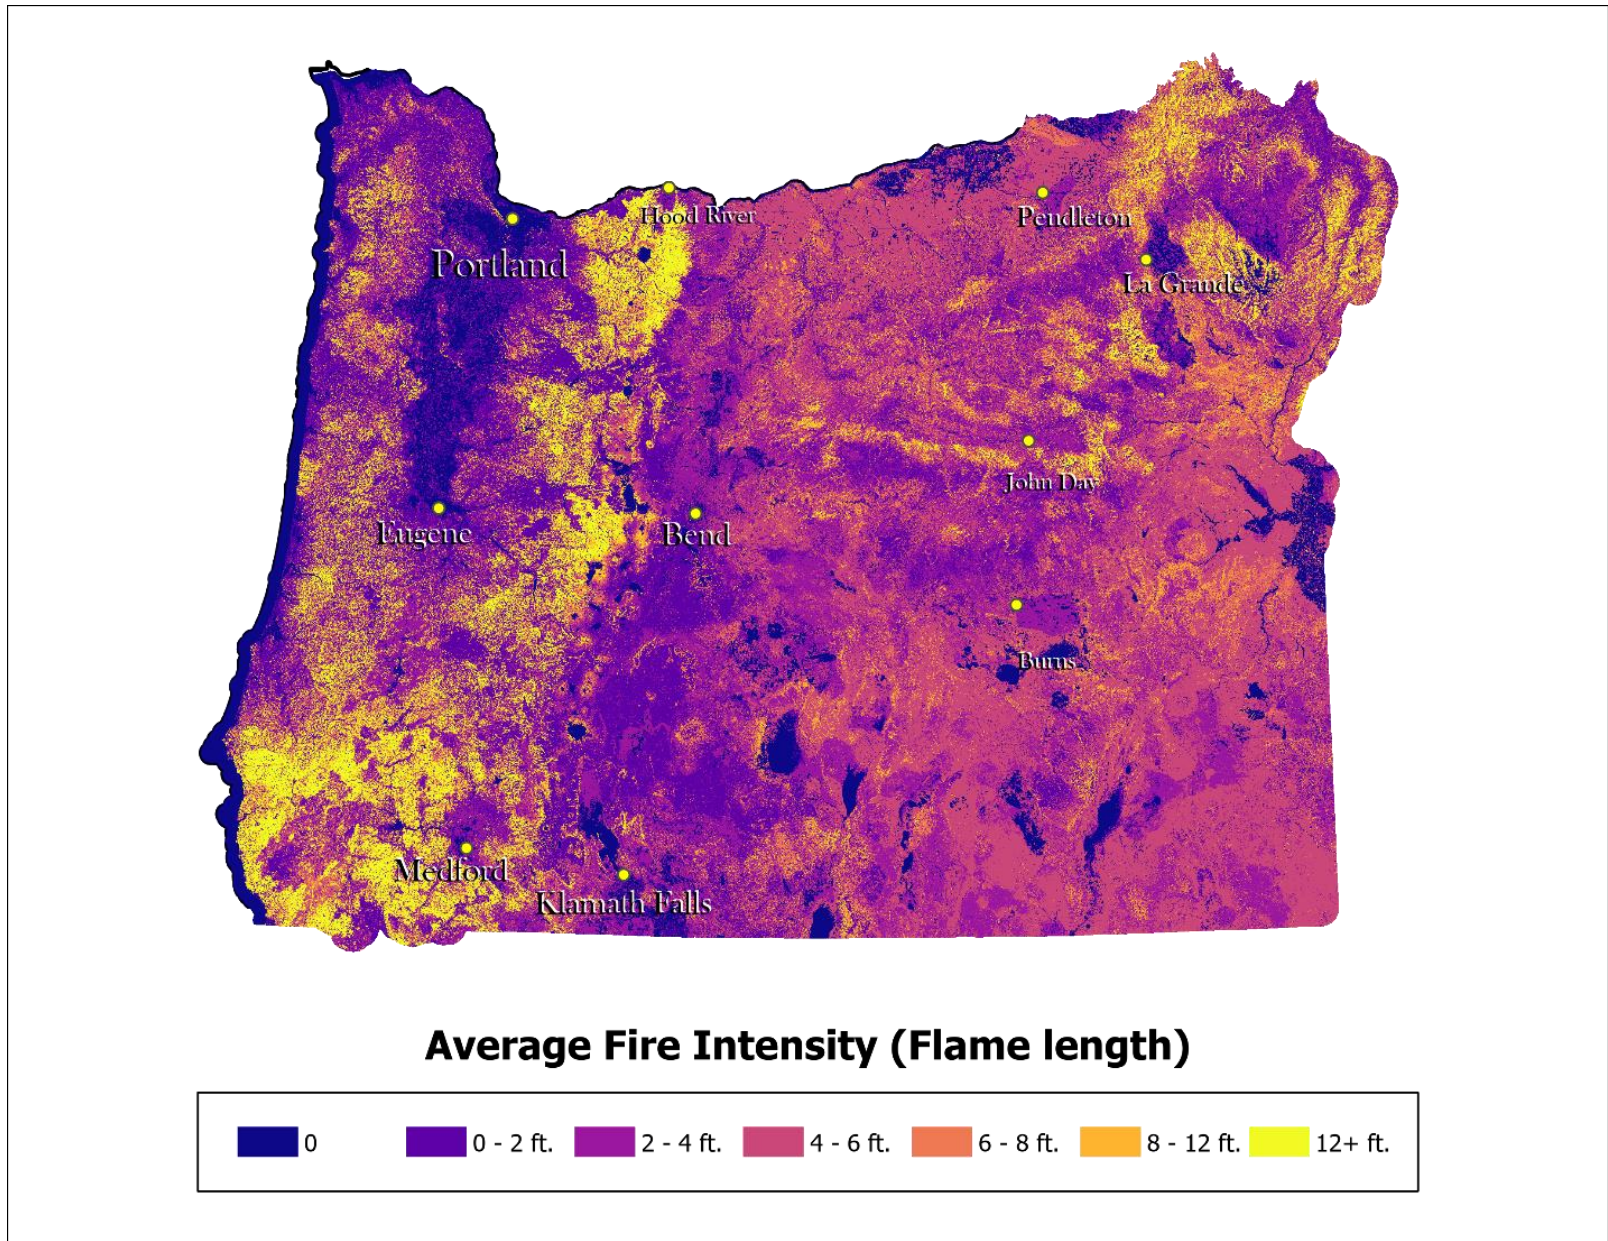 Hood River
Pendleton
Portland
La Grande
John Day
Eugene
Bend
Burns
Medford
Klamath Falls
Average Fire Intensity (Flame length)
0 0 - 2 ft. 2 - 4 ft. 4 - 6 ft. 6 - 8 ft. 8 - 12 ft. 12+ ft.